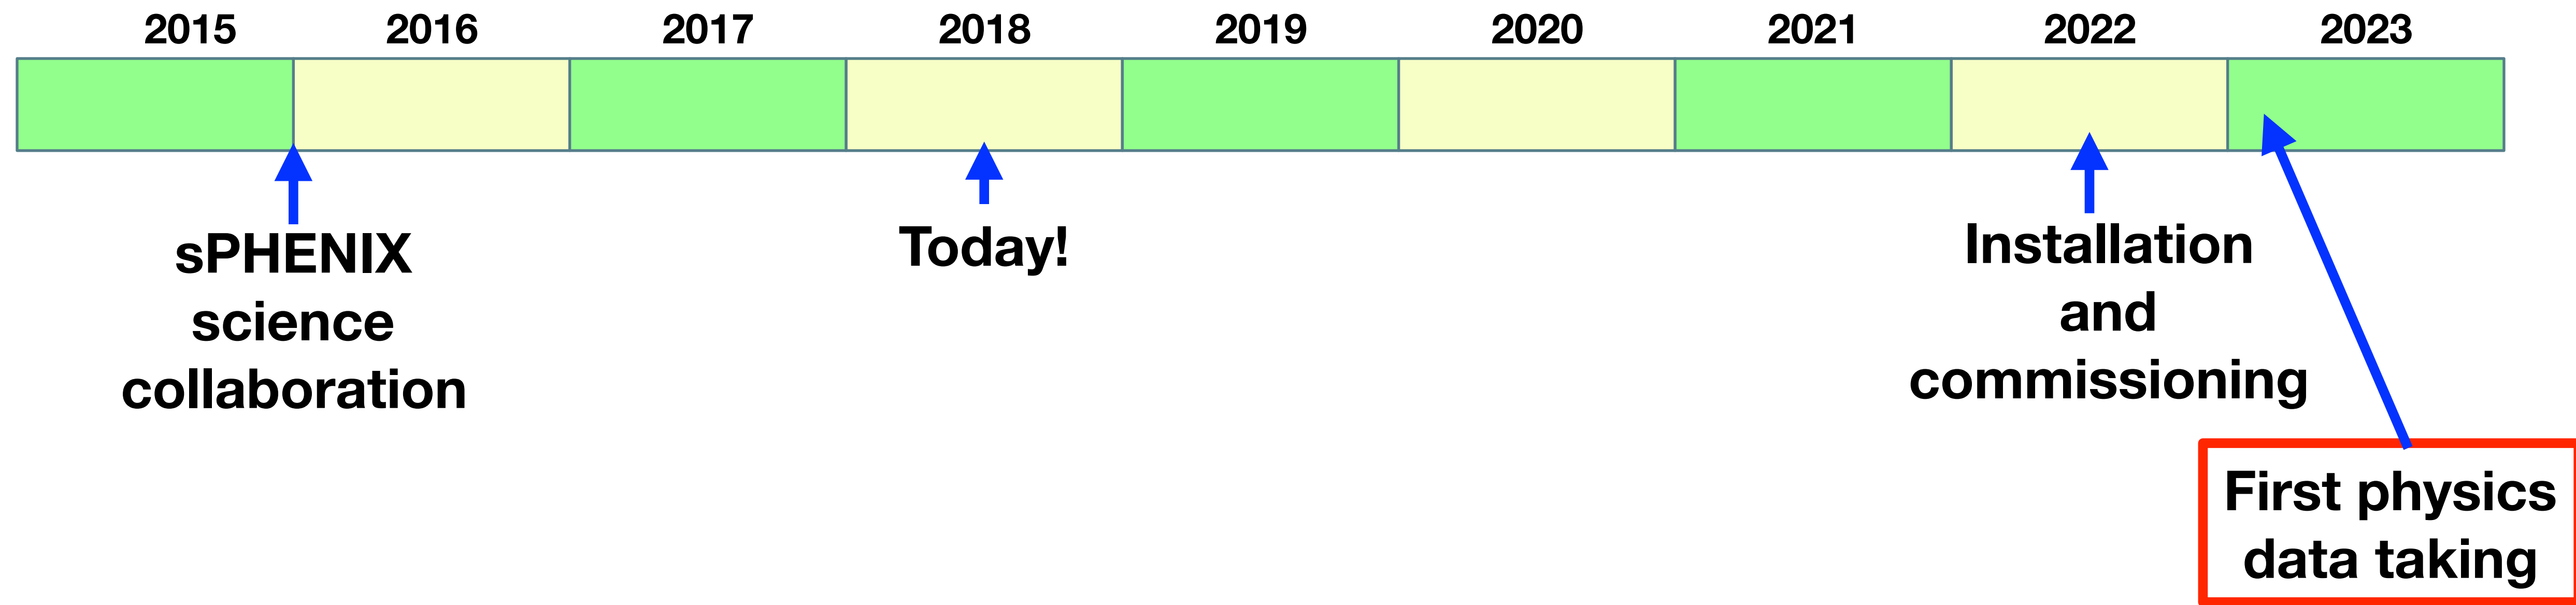 2015 2016 2017 2018 2019 2020 2021 2022 2023
sPHENIX
science
collaboration
Today!
Installation
and
commissioning
First physics
data taking